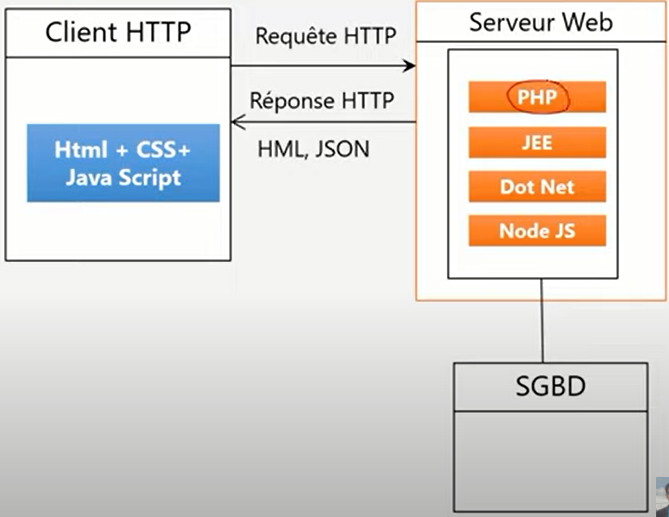 Client HTTP
Html + CSS+
Java Script
Requête HTTP
Réponse HTTP
HML, JSON
Serveur Web
PHP
JEE
Dot Net
Node JS
SGBD